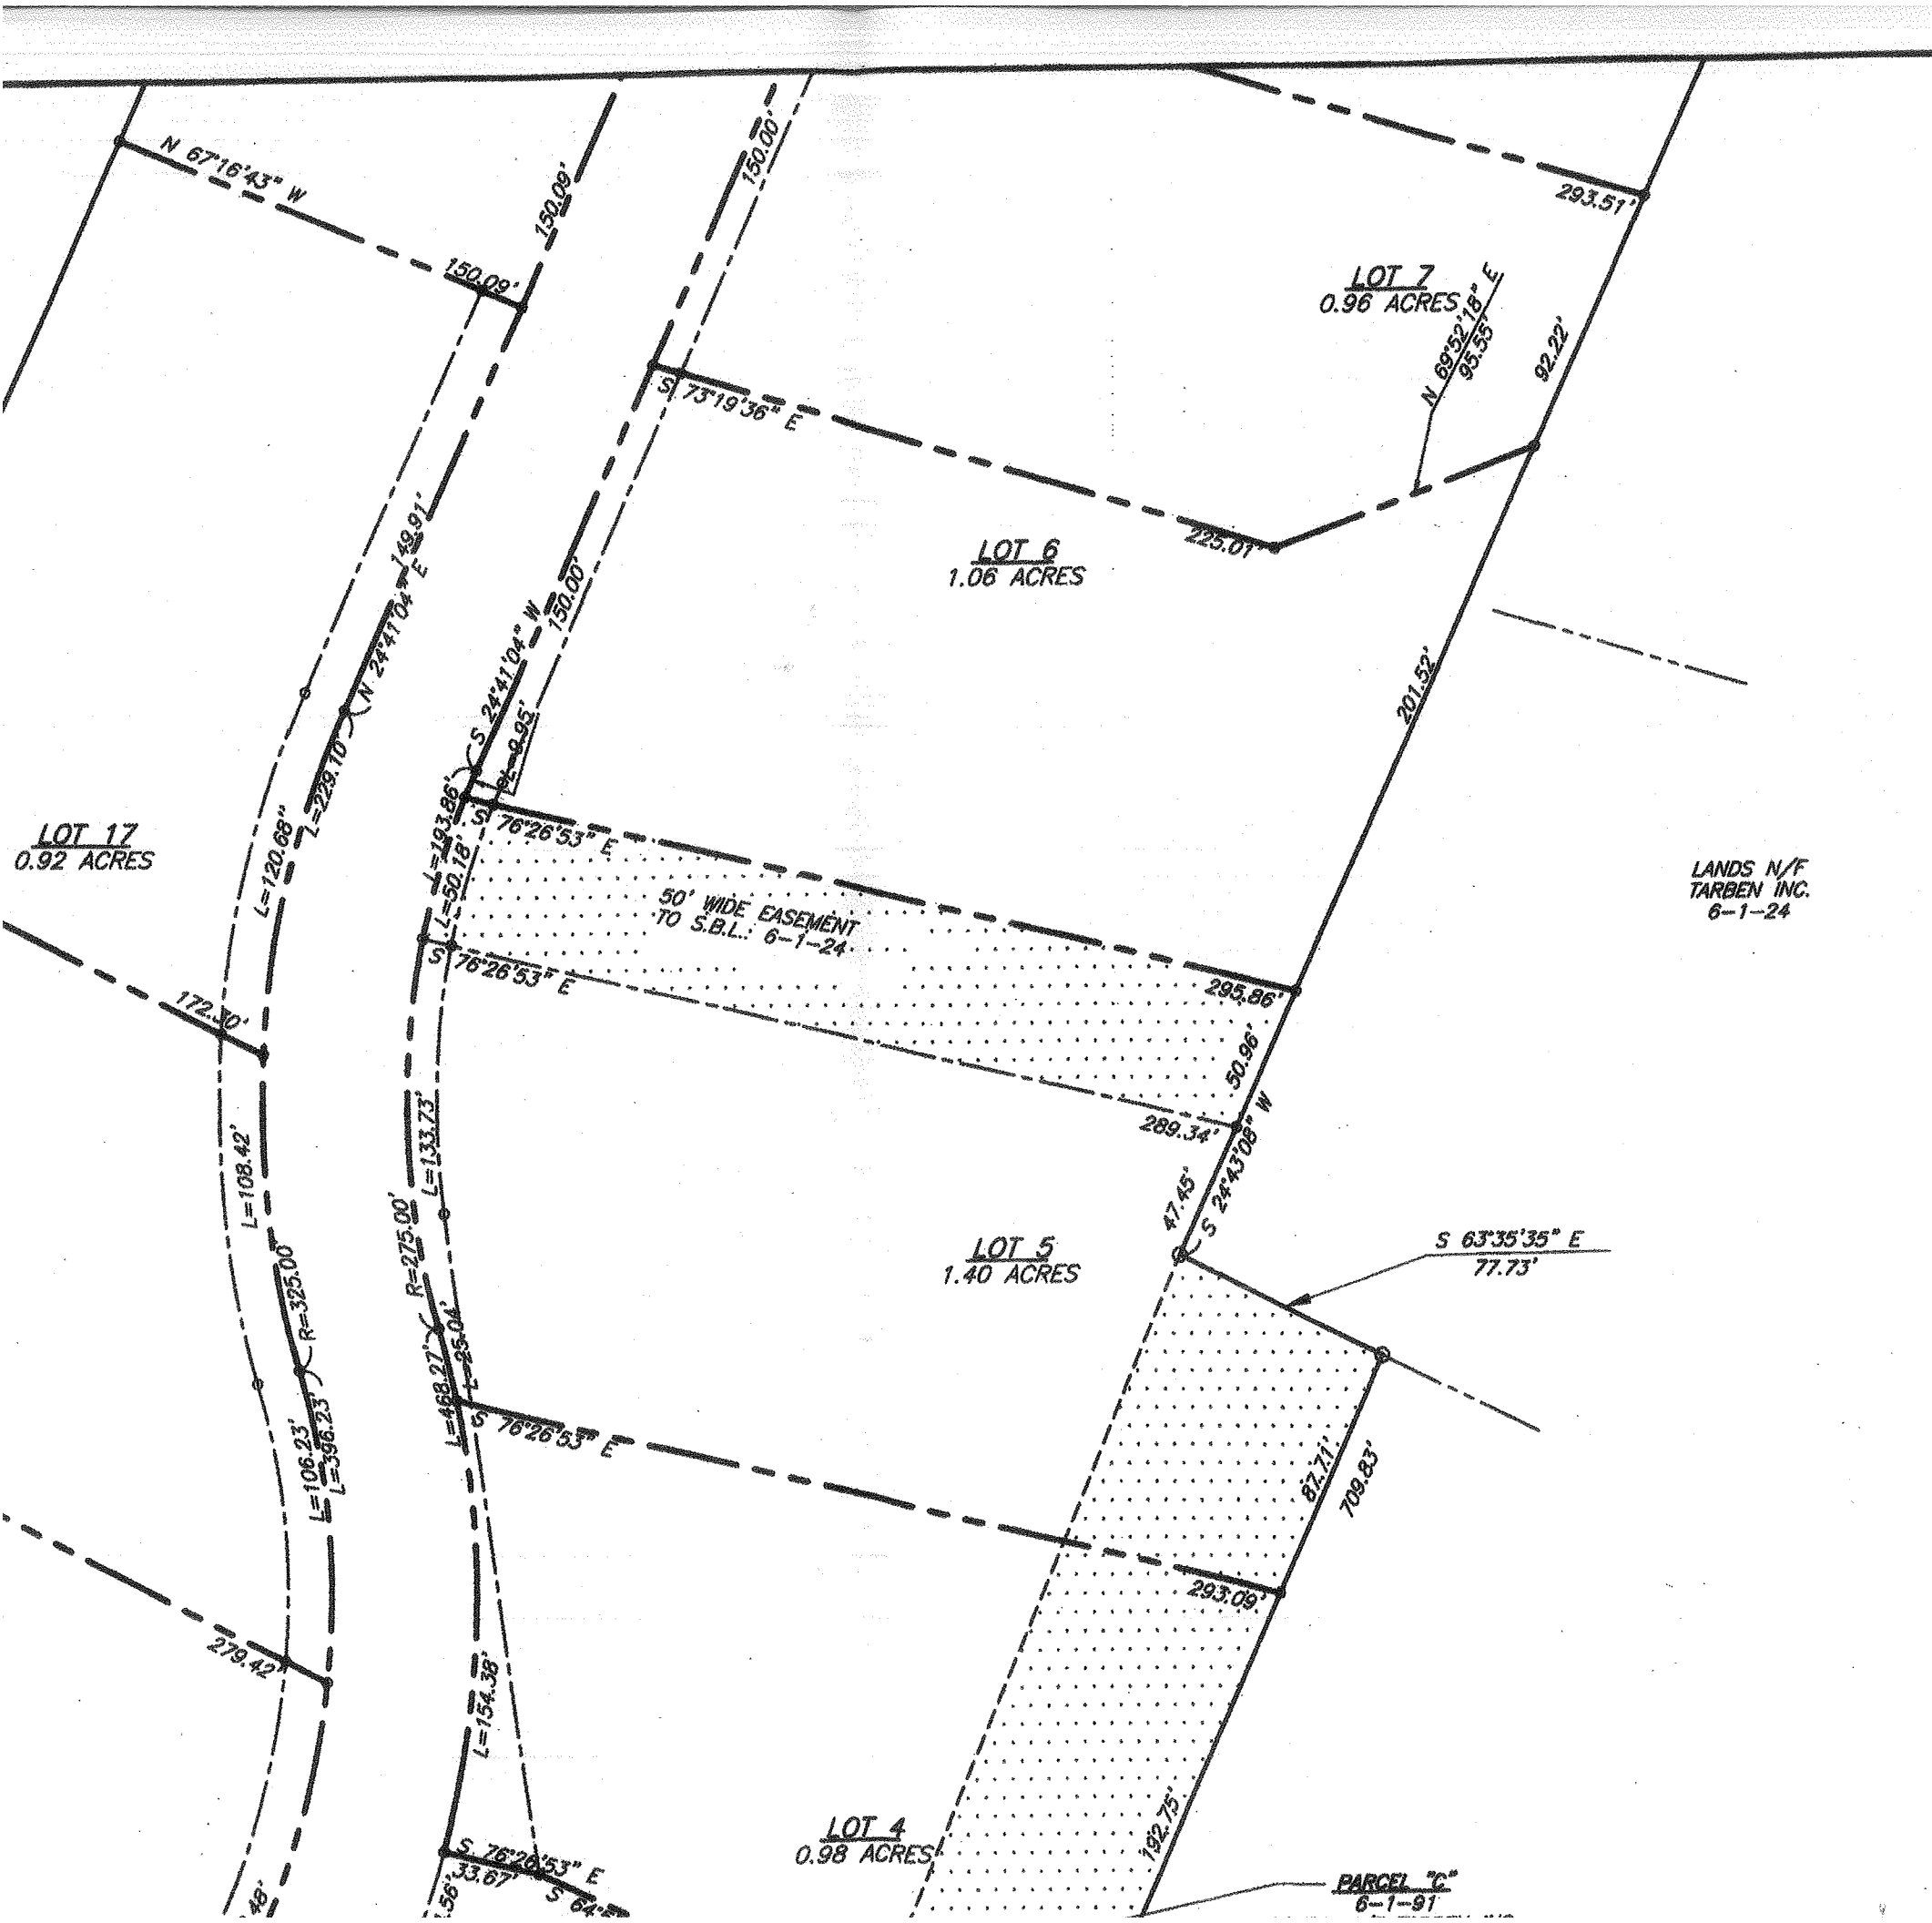 N 67°16'43" W
150.09'
150.09'
150.00'
293.51'
LOT 7
0.96 ACRES
N 69°52'18" E
95.55'
92.22'
S 73°19'36" E
225.01'
LOT 6
1.06 ACRES
149.91'
N 24°41'04" E
150.00'
S 24°41'04" W
L=9.95'
201.52'
L=229.10'
L=120.68"
LOT 17
0.92 ACRES
L=193.86'
L=50.18'
S 76°26'53" E
50' WIDE EASEMENT
TO S.B.L.: 6-1-24
LANDS N/F
TARBEN INC.
6-1-24
S 76°26'53" E
295.86'
50.96'
172.30'
289.34'
S 24°43'08" W
47.45'
L=108.42'
L=133.73'
R=275.00'
R=325.00'
LOT 5
1.40 ACRES
S 63°35'35" E
77.73'
L=25.04'
L=468.27'
S 76°26'53" E
L=106.23'
L=396.23'
87.71'
709.83'
293.09'
279.42'
L=154.38'
LOT 4
0.98 ACRES
192.75'
S 76°26'53" E
33.67'
S 64°
.56'
.48'
PARCEL "C"
6-1-91